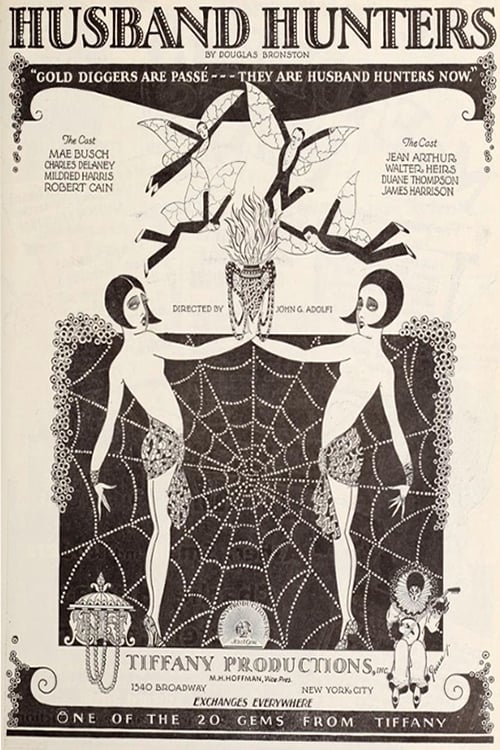 HUSBAND HUNTERS
BY DOUGLAS BRONSTON
"GOLD DIGGERS ARE PASSÉ --- THEY ARE HUSBAND HUNTERS NOW."
The Cast
MAE BUSCH
CHARLES DELANEY
MILDRED HARRIS
ROBERT CAIN
The Cast
JEAN ARTHUR
WALTER HEIRS
DUANE THOMPSON
JAMES HARRISON
DIRECTED BY JOHN G. ADOLFI
TIFFANY PRODUCTIONS, INC.
M.H. HOFFMAN, Vice Pres.
1540 BROADWAY NEW YORK CITY
EXCHANGES EVERYWHERE
ONE OF THE 20 GEMS FROM TIFFANY